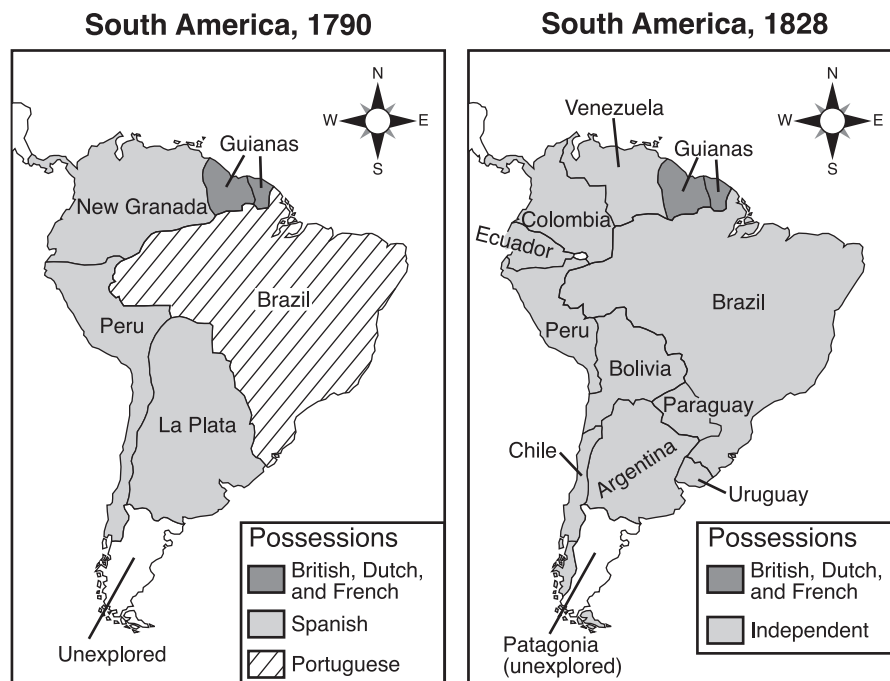 South America, 1790
N
W
E
S
Guianas
New Granada
Brazil
Peru
La Plata
Unexplored
Possessions
British, Dutch,
and French
Spanish
Portuguese
South America, 1828
N
W
E
S
Venezuela
Guianas
Colombia
Ecuador
Brazil
Peru
Bolivia
Paraguay
Chile
Argentina
Uruguay
Patagonia
(unexplored)
Possessions
British, Dutch,
and French
Independent